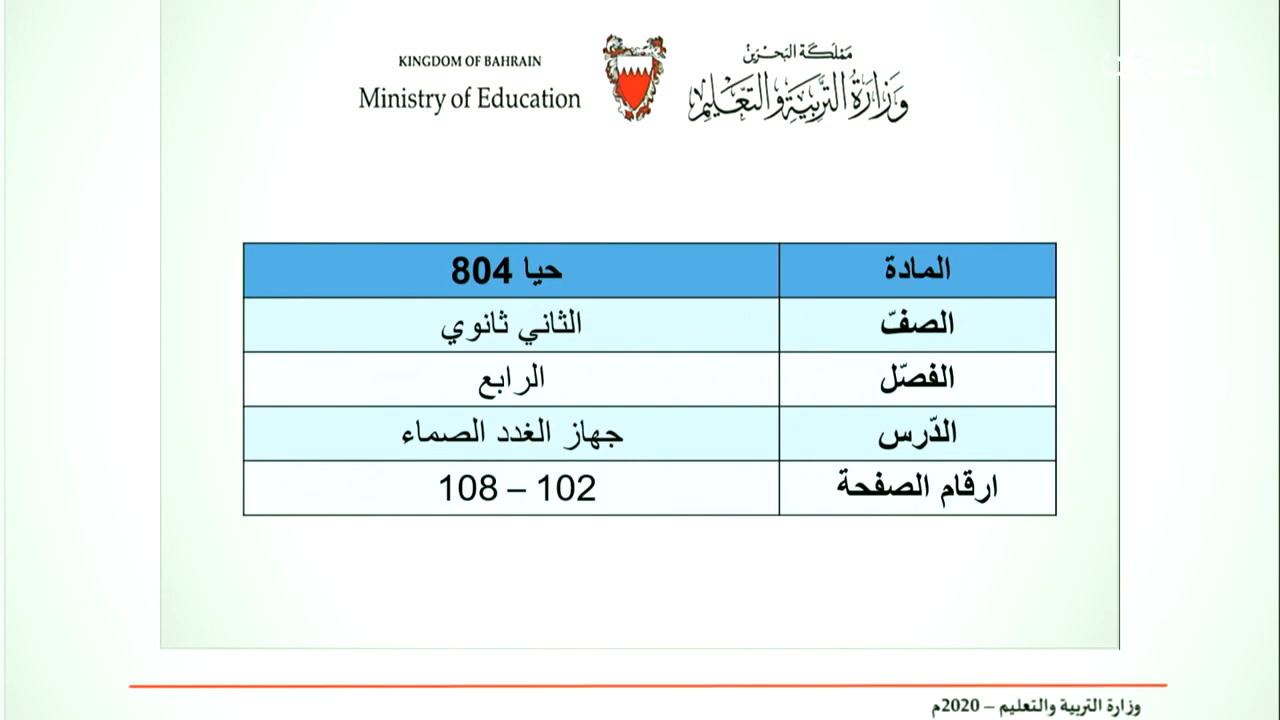 KINGDOM OF BAHRAIN
Ministry of Education
مملكة البحرين
وزارة التربية والتعليم
المادة حيا 804
الصفّ الثاني ثانوي
الفصّل الرابع
الدّرس جهاز الغدد الصماء
ارقام الصفحة 102 – 108
وزارة التربية والتعليم – 2020م